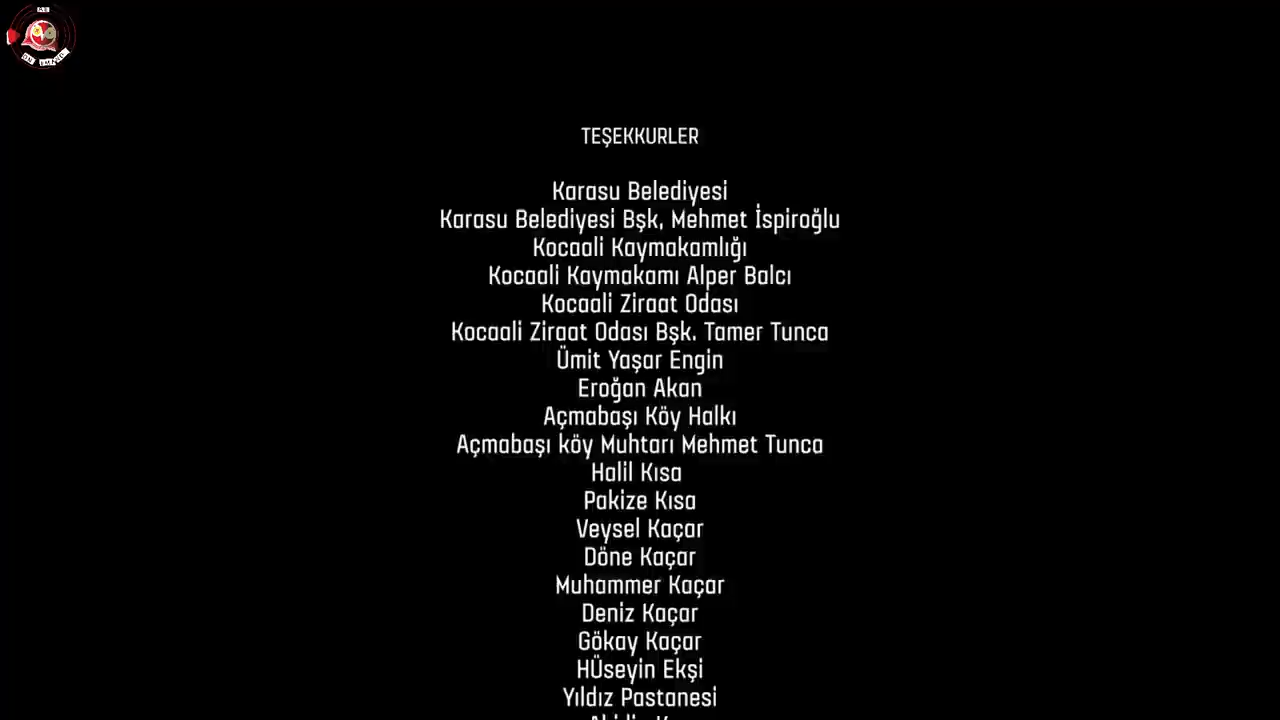 TEŞEKKURLER
Karasu Belediyesi
Karasu Belediyesi Bşk, Mehmet İspiroğlu
Kocaali Kaymakamlığı
Kocaali Kaymakamı Alper Balcı
Kocaali Ziraat Odası
Kocaali Ziraat Odası Bşk. Tamer Tunca
Ümit Yaşar Engin
Eroğan Akan
Açmabaşı Köy Halkı
Açmabaşı köy Muhtarı Mehmet Tunca
Halil Kısa
Pakize Kısa
Veysel Kaçar
Döne Kaçar
Muhammer Kaçar
Deniz Kaçar
Gökay Kaçar
HÜseyin Ekşi
Yıldız Pastanesi